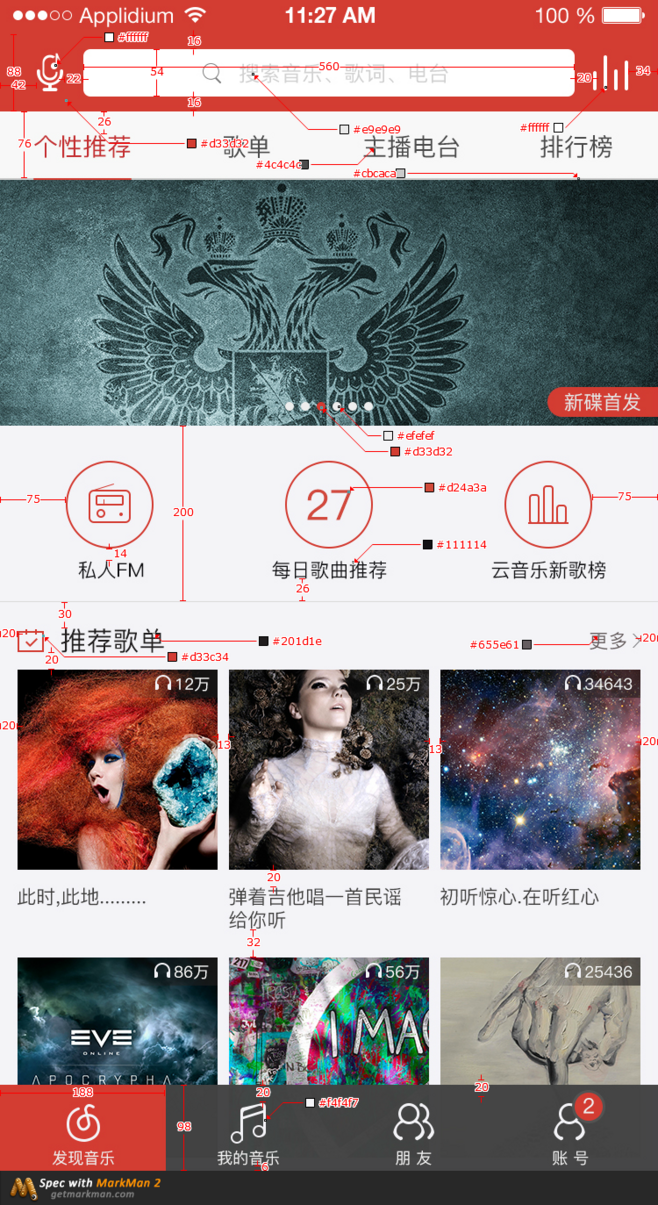 Applidium 11:27 AM 100 %
#ffffff
16
88
42
22
54
搜索音乐、歌词、电台
560
20
34
16
26
#e9e9e9
#ffffff
76
个性推荐 歌单 主播电台 排行榜
#d33d32
#4c4c4c
#cbcaca
新碟首发
#efefef
#d33d32
75
200
27
#d24a3a
75
14
#111114
私人FM 每日歌曲推荐 云音乐新歌榜
26
30
20
推荐歌单
#201d1e
#655e61
更多
20
#d33c34
20
12万 25万 34643
20
13
13
20
20
此时,此地......... 弹着吉他唱一首民谣 初听惊心.在听红心
给你听
32
86万 56万 25436
217
EVE
ONLINE
I MAG
APOCRYPHA
188
20
20
#f4f4f7
98
2
发现音乐 我的音乐 朋 友 账 号
Spec with MarkMan 2
getmarkman.com